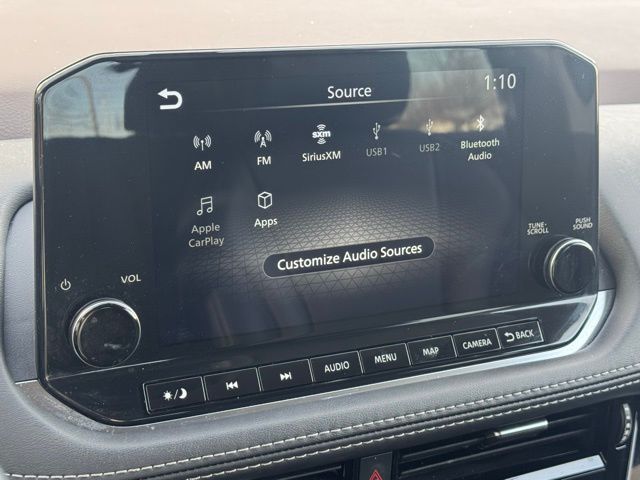 Source
1:10
AM
FM
sxm
SiriusXM
USB1
USB2
Bluetooth
Audio
Apple
CarPlay
Apps
Customize Audio Sources
VOL
TUNE-
SCROLL
PUSH
SOUND
AUDIO
MENU
MAP
CAMERA
BACK